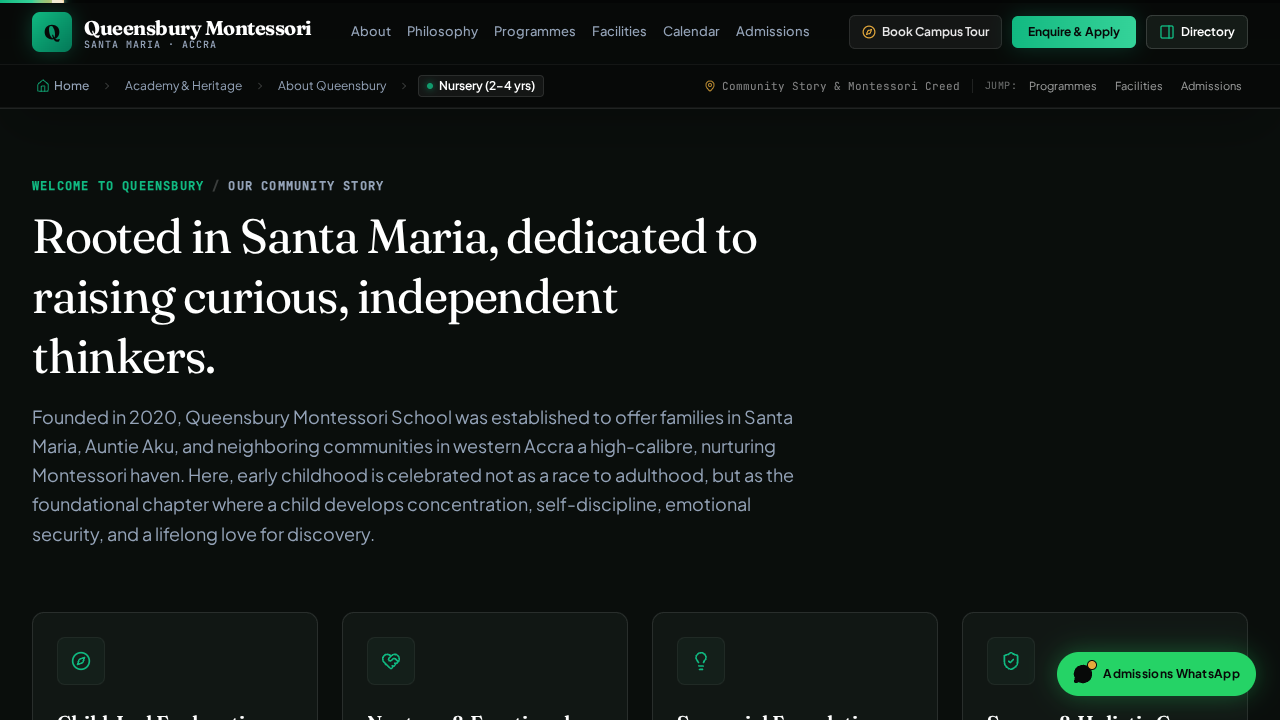 Q
Queensbury Montessori
SANTA MARIA · ACCRA
About Philosophy Programmes Facilities Calendar Admissions
Book Campus Tour
Enquire & Apply
Directory
Home > Academy & Heritage > About Queensbury > Nursery (2–4 yrs)
Community Story & Montessori Creed
JUMP: Programmes Facilities Admissions
WELCOME TO QUEENSBURY / OUR COMMUNITY STORY
Rooted in Santa Maria, dedicated to
raising curious, independent
thinkers.
Founded in 2020, Queensbury Montessori School was established to offer families in Santa
Maria, Auntie Aku, and neighboring communities in western Accra a high-calibre, nurturing
Montessori haven. Here, early childhood is celebrated not as a race to adulthood, but as the
foundational chapter where a child develops concentration, self-discipline, emotional
security, and a lifelong love for discovery.
Admissions WhatsApp